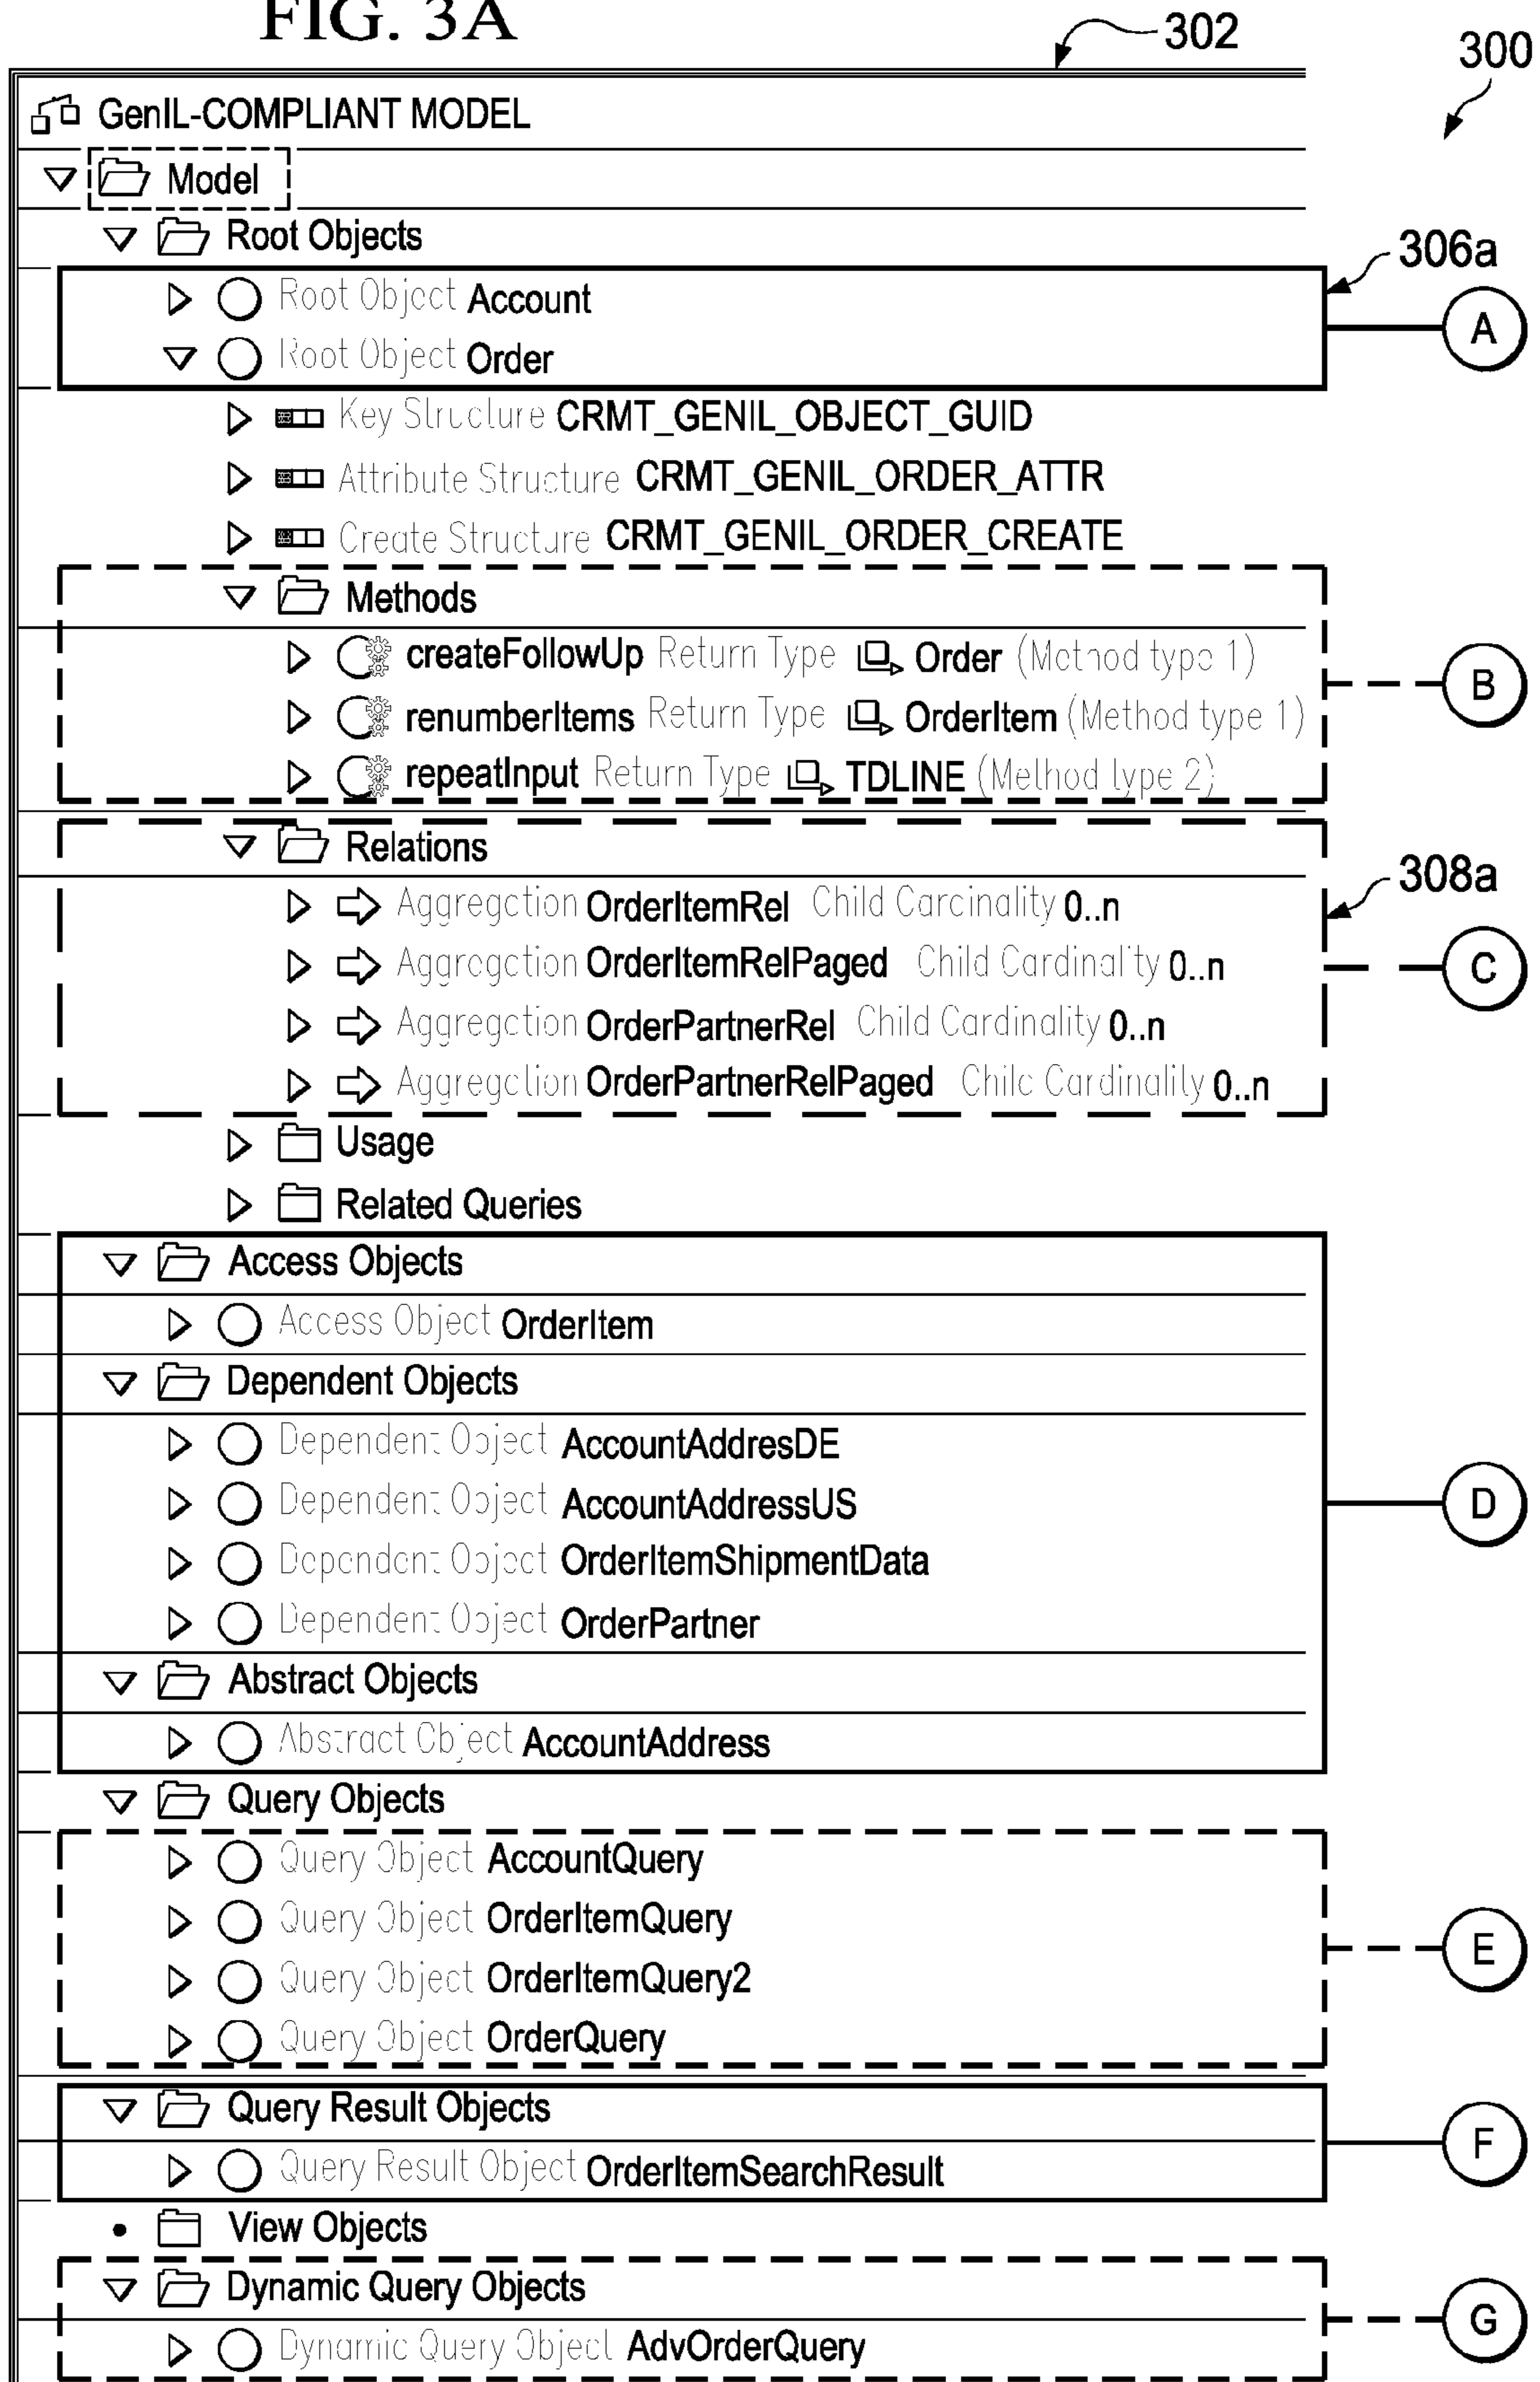 FIG. 3A
302
300
GenIL-COMPLIANT MODEL
Model
Root Objects
306a
Root Object Account
A
Root Object Order
Key Structure CRMT_GENIL_OBJECT_GUID
Attribute Structure CRMT_GENIL_ORDER_ATTR
Create Structure CRMT_GENIL_ORDER_CREATE
Methods
createFollowUp Return Type Order (Method type 1)
B
renumberItems Return Type OrderItem (Method type 1)
repeatInput Return Type TDLINE (Method type 2)
Relations
308a
Aggregation OrderItemRel Child Cardinality 0..n
Aggregation OrderItemRelPaged Child Cardinality 0..n
C
Aggregation OrderPartnerRel Child Cardinality 0..n
Aggregation OrderPartnerRelPaged Child Cardinality 0..n
Usage
Related Queries
Access Objects
Access Object OrderItem
Dependent Objects
Dependent Object AccountAddresDE
Dependent Object AccountAddressUS
D
Dependent Object OrderItemShipmentData
Dependent Object OrderPartner
Abstract Objects
Abstract Object AccountAddress
Query Objects
Query Object AccountQuery
Query Object OrderItemQuery
E
Query Object OrderItemQuery2
Query Object OrderQuery
Query Result Objects
F
Query Result Object OrderItemSearchResult
View Objects
Dynamic Query Objects
G
Dynamic Query Object AdvOrderQuery